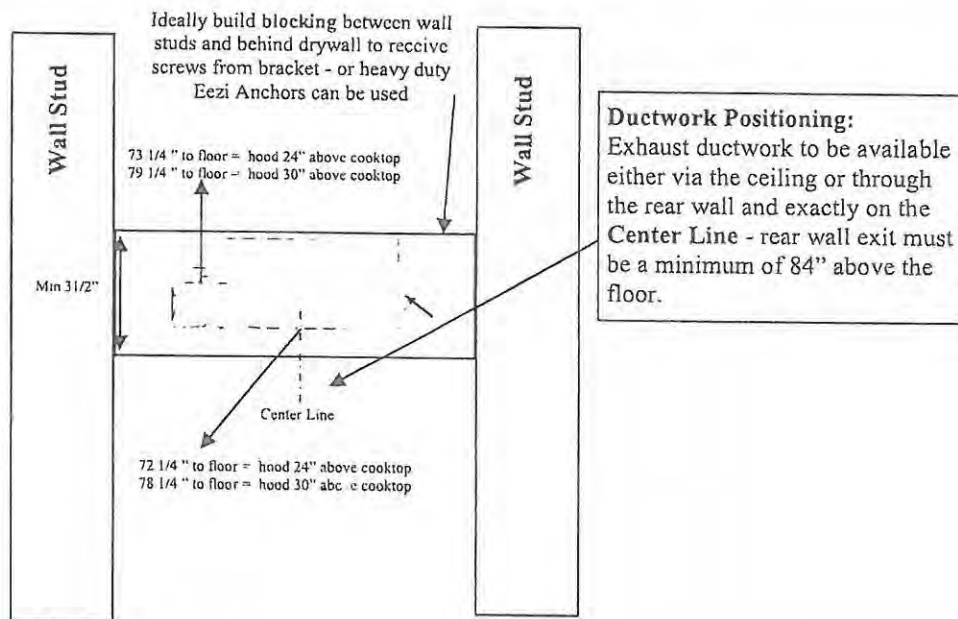 Ideally build blocking between wall
studs and behind drywall to receive
screws from bracket - or heavy duty
Eezi Anchors can be used
Wall Stud
Wall Stud
73 1/4 " to floor = hood 24" above cooktop
79 1/4 " to floor = hood 30" above cooktop
Ductwork Positioning:
Exhaust ductwork to be available
either via the ceiling or through
the rear wall and exactly on the
Center Line - rear wall exit must
be a minimum of 84" above the
floor.
Min 31/2"
Center Line
72 1/4 " to floor = hood 24" above cooktop
78 1/4 " to floor = hood 30" abc e cooktop